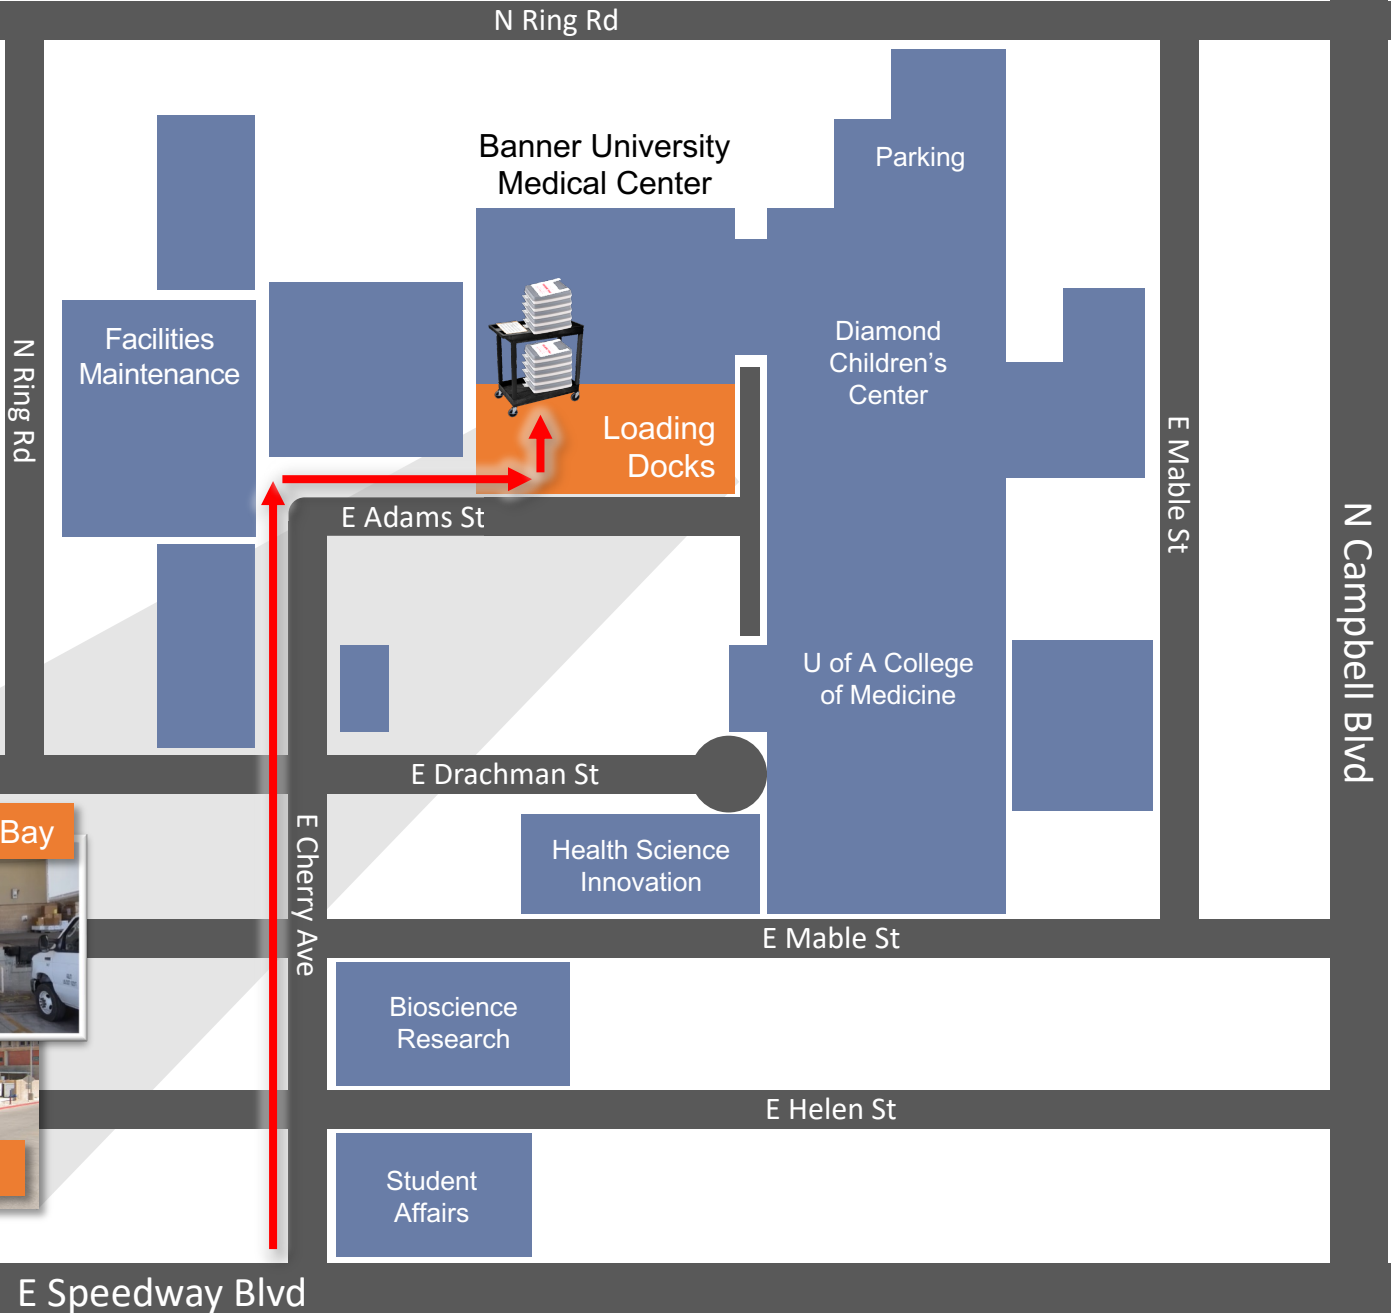 N Ring Rd
Banner University
Medical Center
Parking
Facilities
Maintenance
Diamond
Children’s
Center
N Ring Rd
Loading
Docks
E Mable St
E Adams St
N Campbell Blvd
U of A College
of Medicine
E Drachman St
Bay
E Cherry Ave
Health Science
Innovation
E Mable St
Bioscience
Research
E Helen St
Student
Affairs
E Speedway Blvd